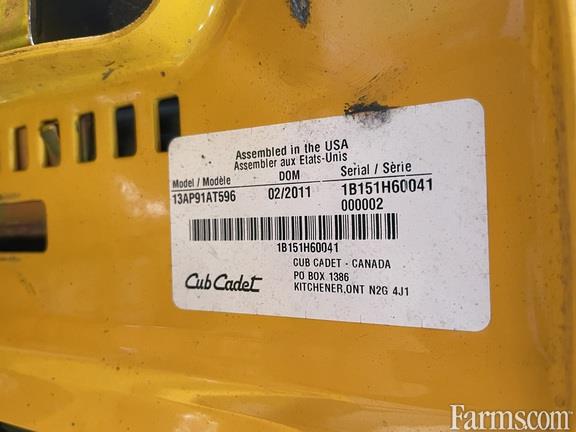 Assembled in the USA
Assembler aux Etats-Unis
Model / Modèle DOM Serial / Sèrie
13AP91AT596 02/2011 1B151H60041
000002
1B151H60041
Cub Cadet
CUB CADET - CANADA
PO BOX 1386
KITCHENER,ONT N2G 4J1
Farms.com